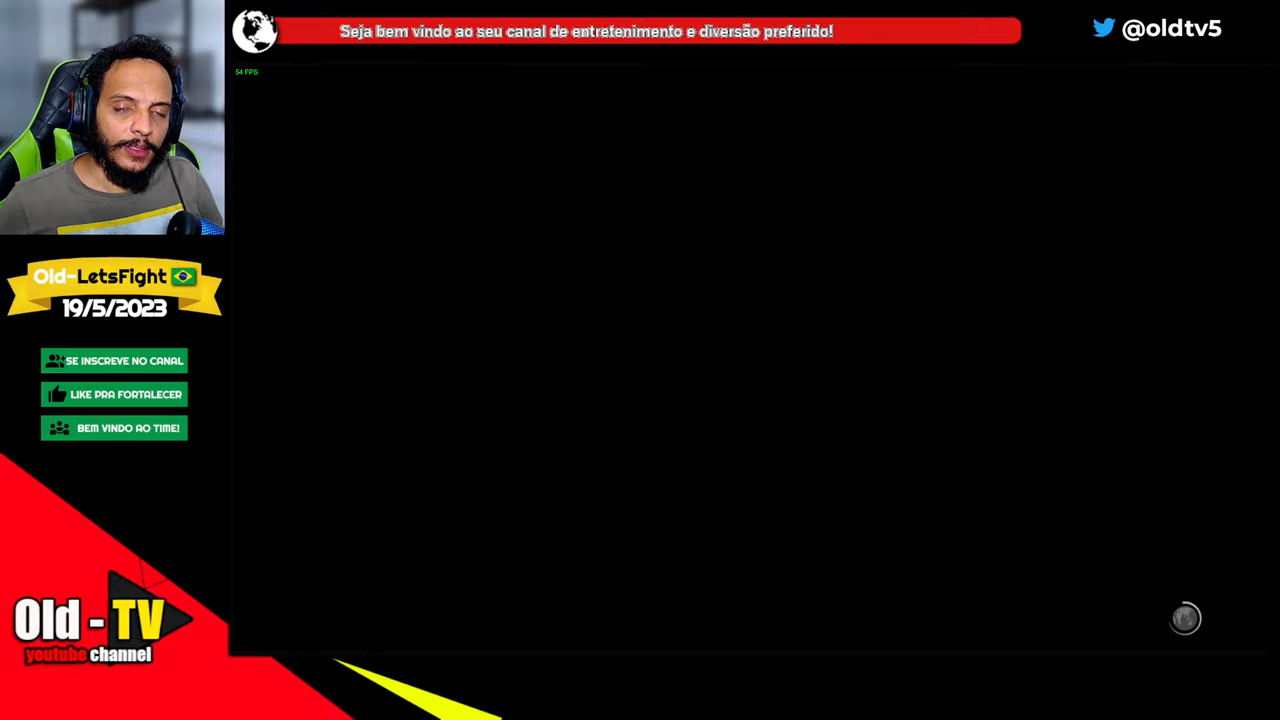 Seja bem vindo ao seu canal de entretenimento e diversão preferido!
@oldtv5
54 FPS
Old-LetsFight
19/5/2023
SE INSCREVE NO CANAL
LIKE PRA FORTALECER
BEM VINDO AO TIME!
Old - TV
youtube channel